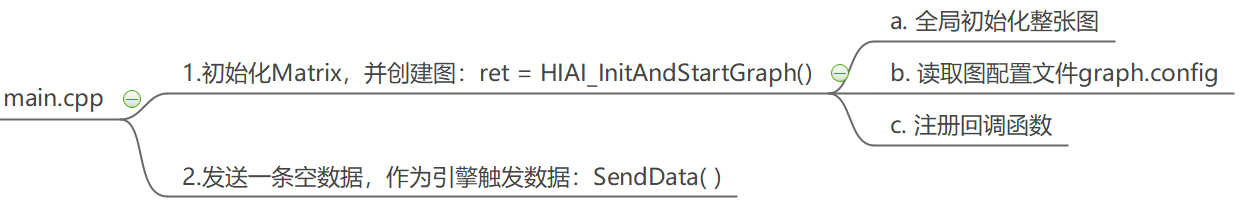 main.cpp
1.初始化Matrix，并创建图：ret = HIAI_InitAndStartGraph()
a. 全局初始化整张图
b. 读取图配置文件graph.config
c. 注册回调函数
2.发送一条空数据，作为引擎触发数据：SendData( )